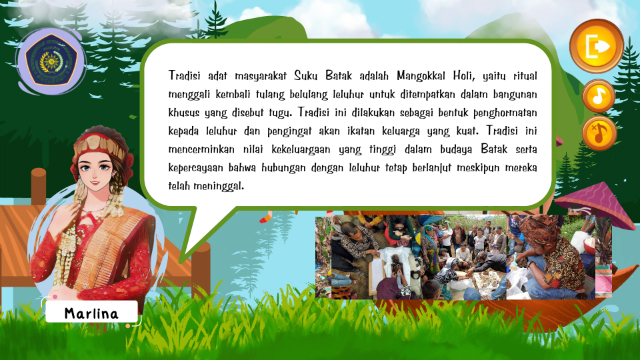 Tradisi adat masyarakat Suku Batak adalah Mangokkal Holi, yaitu ritual
menggali kembali tulang belulang leluhur untuk ditempatkan dalam bangunan
khusus yang disebut tugu. Tradisi ini dilakukan sebagai bentuk penghormatan
kepada leluhur dan pengingat akan ikatan keluarga yang kuat. Tradisi ini
mencerminkan nilai kekeluargaan yang tinggi dalam budaya Batak serta
kepercayaan bahwa hubungan dengan leluhur tetap berlanjut meskipun mereka
telah meninggal.
Marlina